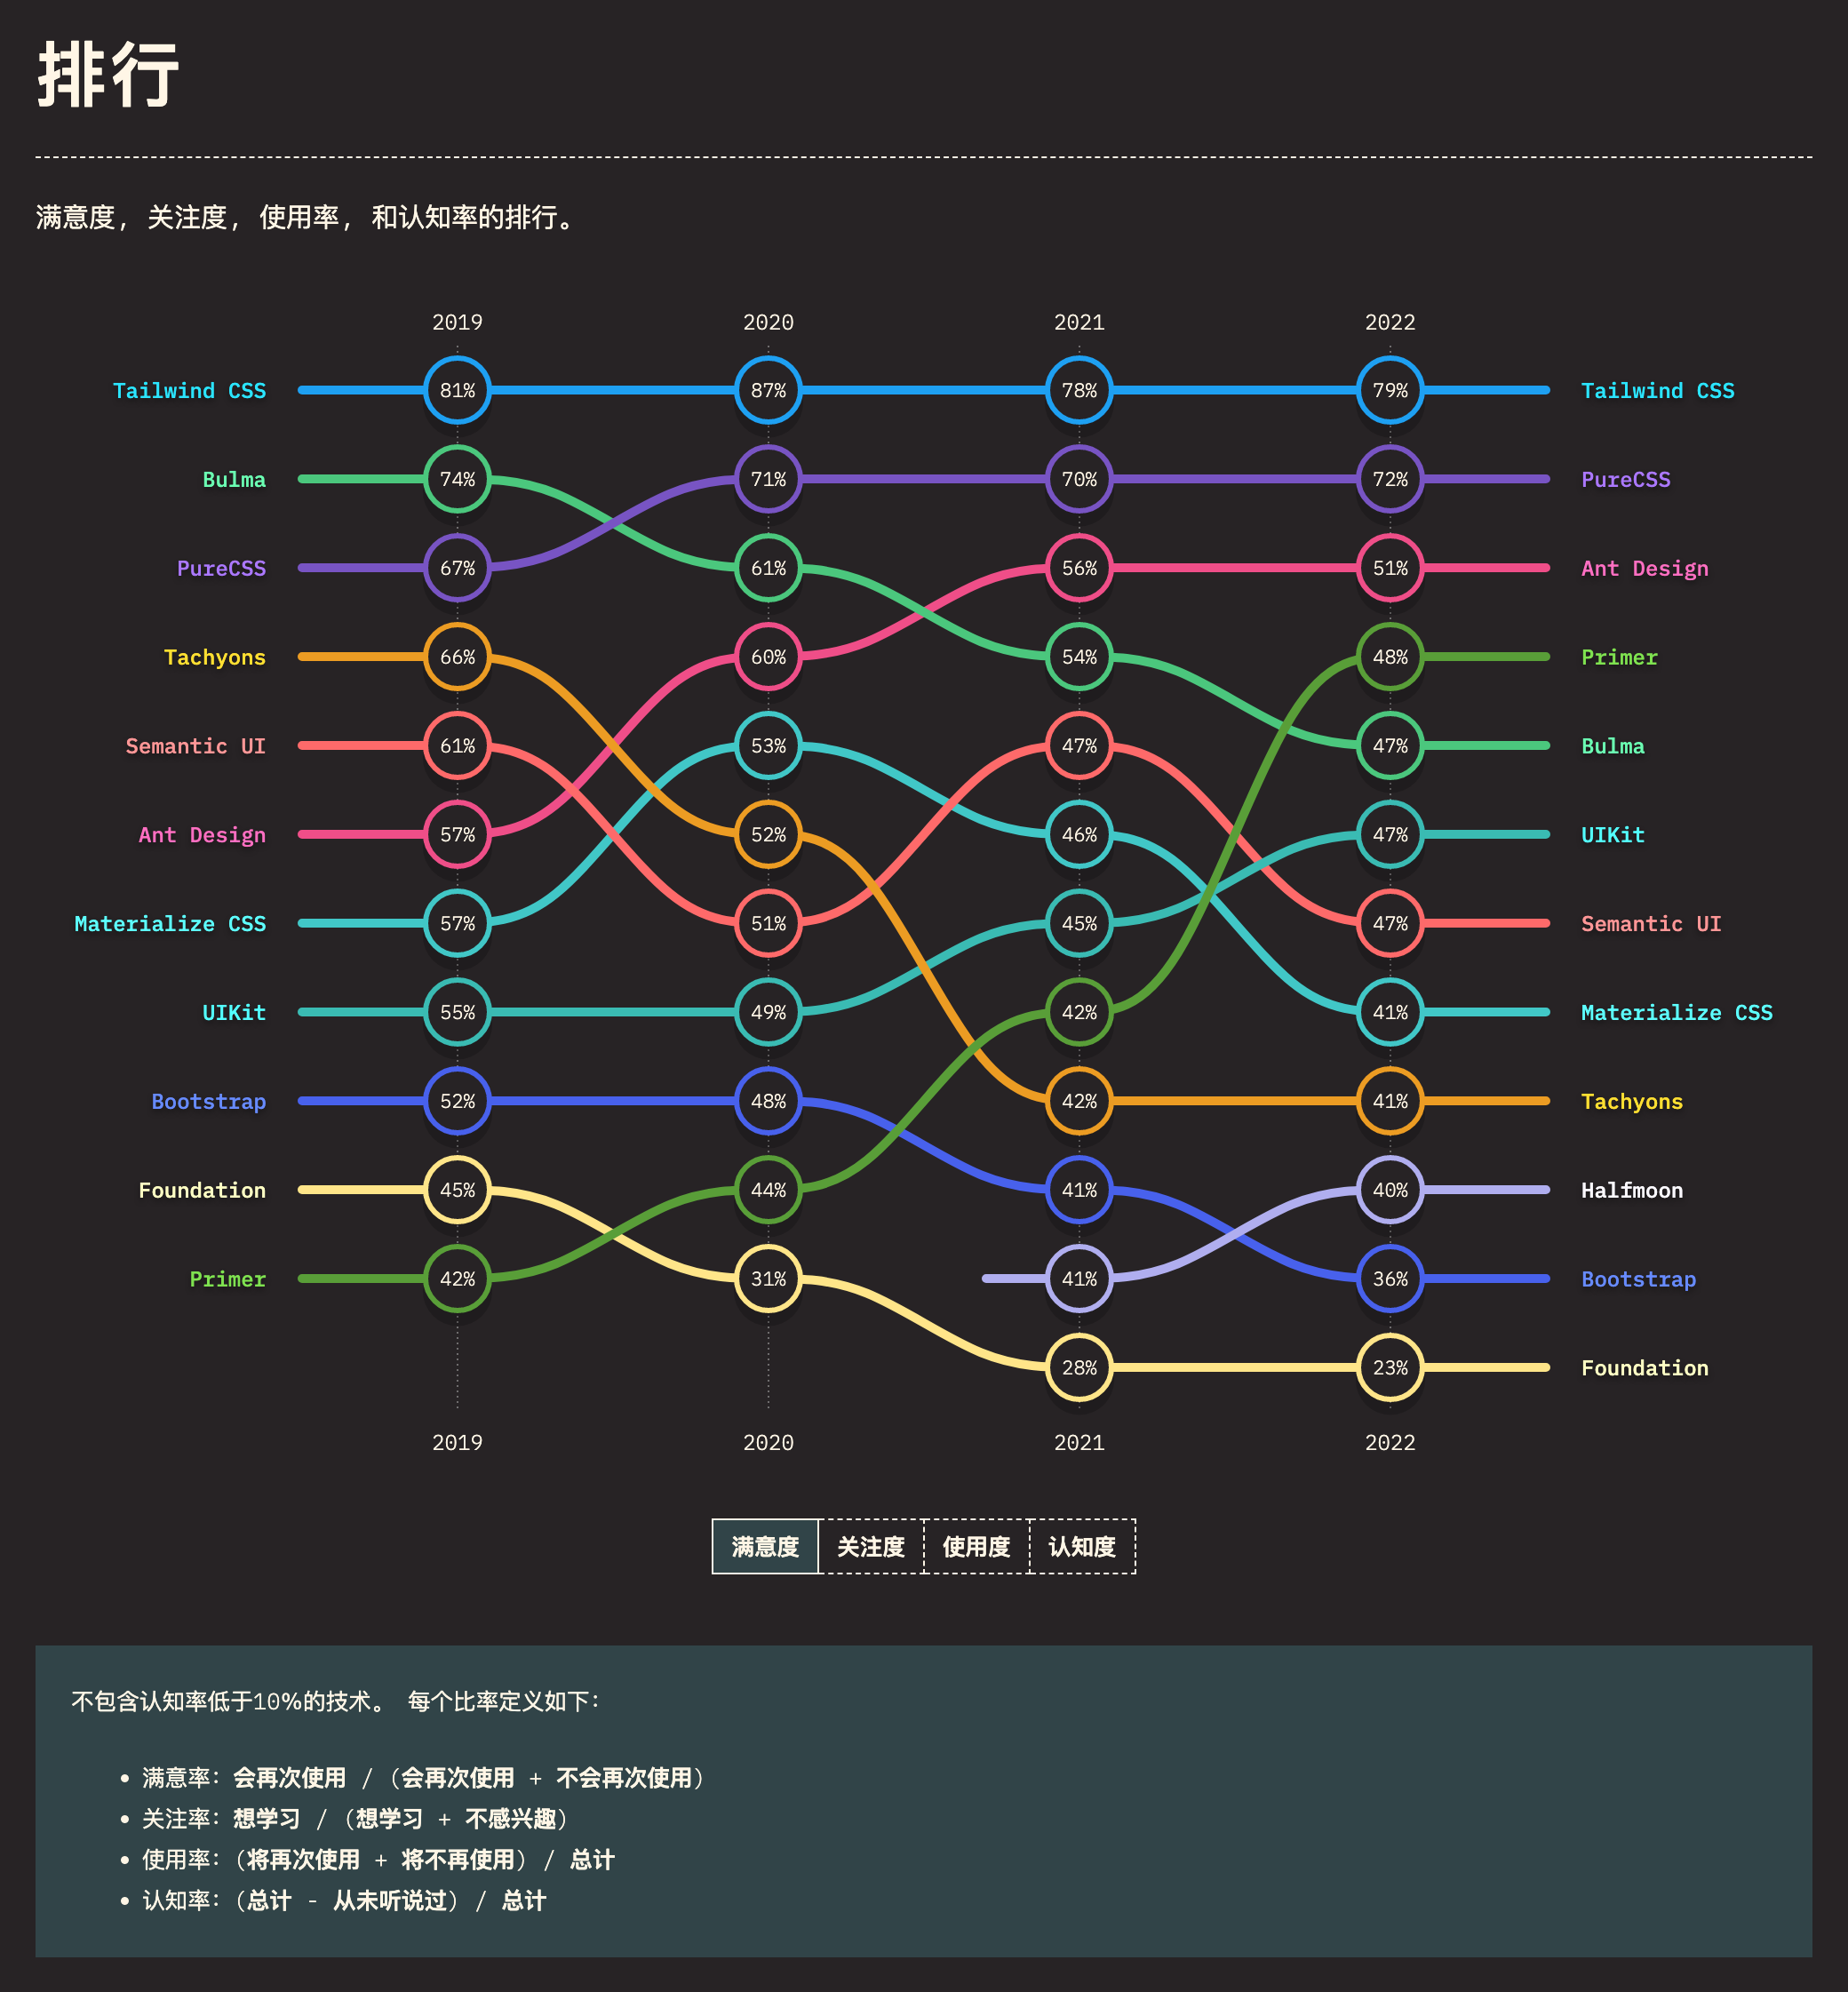 排行
满意度, 关注度, 使用率, 和认知率的排行。
2019 2020 2021 2022
Tailwind CSS 81% 87% 78% 79% Tailwind CSS
Bulma 74% 71% 70% 72% PureCSS
PureCSS 67% 61% 56% 51% Ant Design
Tachyons 66% 60% 54% 48% Primer
Semantic UI 61% 53% 47% 47% Bulma
Ant Design 57% 52% 46% 47% UIKit
Materialize CSS 57% 51% 45% 47% Semantic UI
UIKit 55% 49% 42% 41% Materialize CSS
Bootstrap 52% 48% 42% 41% Tachyons
Foundation 45% 44% 41% 40% Halfmoon
Primer 42% 31% 41% 36% Bootstrap
28% 23% Foundation
2019 2020 2021 2022
满意度 关注度 使用度 认知度
不包含认知率低于10%的技术。 每个比率定义如下:
• 满意率: 会再次使用 / (会再次使用 + 不会再次使用)
• 关注率: 想学习 / (想学习 + 不感兴趣)
• 使用率: (将再次使用 + 将不再使用) / 总计
• 认知率: (总计 - 从未听说过) / 总计